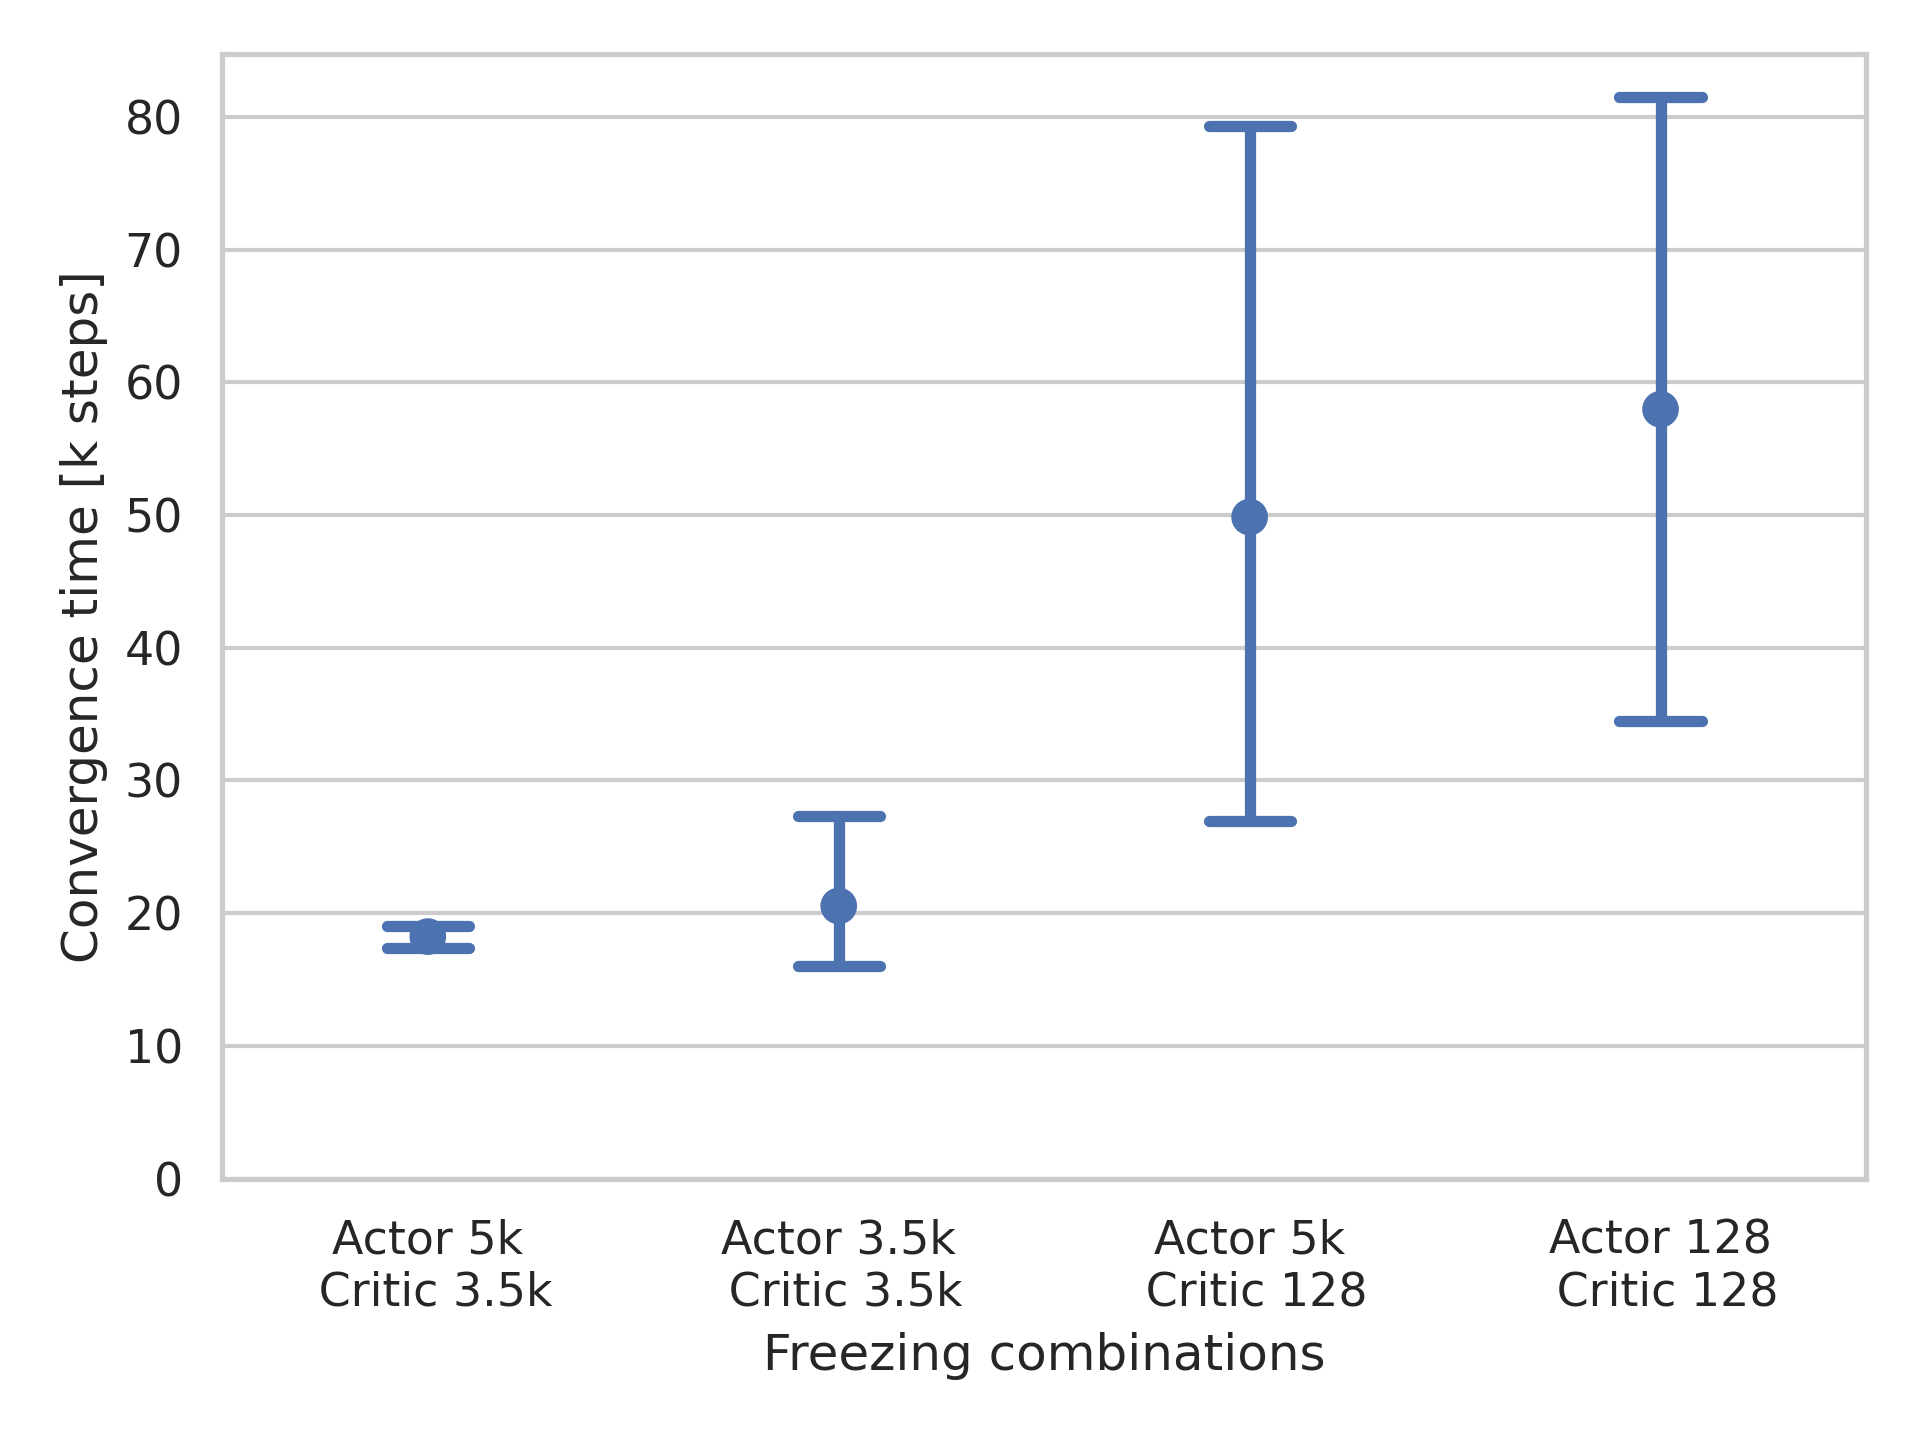 Convergence time [k steps]
80
70
60
50
40
30
20
10
0
Actor 5k
Critic 3.5k
Actor 3.5k
Critic 3.5k
Actor 5k
Critic 128
Actor 128
Critic 128
Freezing combinations